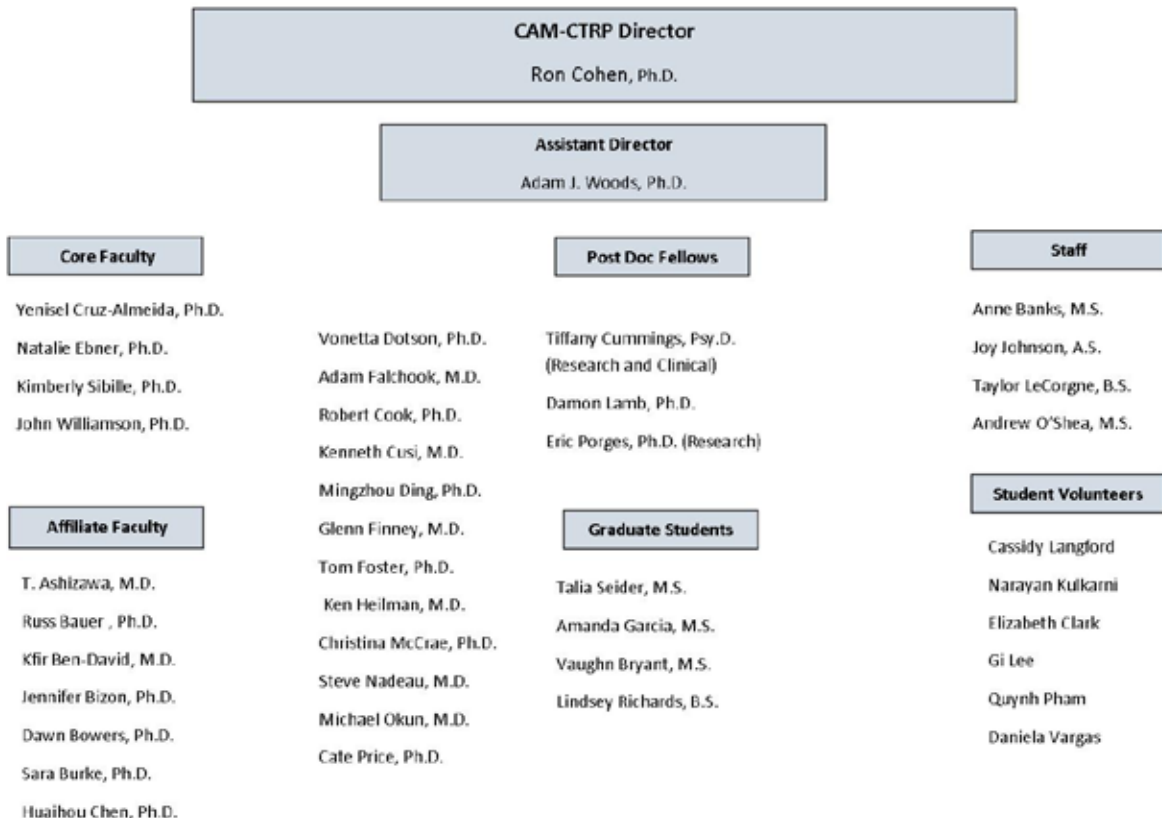 CAM-CTRP Director
Ron Cohen, Ph.D.
Assistant Director
Adam J. Woods, Ph.D.
Core Faculty
Yenisel Cruz-Almeida, Ph.D.
Natalie Ebner, Ph.D.
Kimberly Sibille, Ph.D.
John Williamson, Ph.D.
Affiliate Faculty
T. Ashizawa, M.D.
Russ Bauer , Ph.D.
Kfir Ben-David, M.D.
Jennifer Bizon, Ph.D.
Dawn Bowers, Ph.D.
Sara Burke, Ph.D.
Huaihou Chen, Ph.D.
Vonetta Dotson, Ph.D.
Adam Falchook, M.D.
Robert Cook, Ph.D.
Kenneth Cusi, M.D.
Mingzhou Ding, Ph.D.
Glenn Finney, M.D.
Tom Foster, Ph.D.
Ken Heilman, M.D.
Christina McCrae, Ph.D.
Steve Nadeau, M.D.
Michael Okun, M.D.
Cate Price, Ph.D.
Post Doc Fellows
Tiffany Cummings, Psy.D.
(Research and Clinical)
Damon Lamb, Ph.D.
Eric Porges, Ph.D. (Research)
Graduate Students
Talia Seider, M.S.
Amanda Garcia, M.S.
Vaughn Bryant, M.S.
Lindsey Richards, B.S.
Staff
Anne Banks, M.S.
Joy Johnson, A.S.
Taylor LeCorgne, B.S.
Andrew O'Shea, M.S.
Student Volunteers
Cassidy Langford
Narayan Kulkarni
Elizabeth Clark
Gi Lee
Quynh Pham
Daniela Vargas